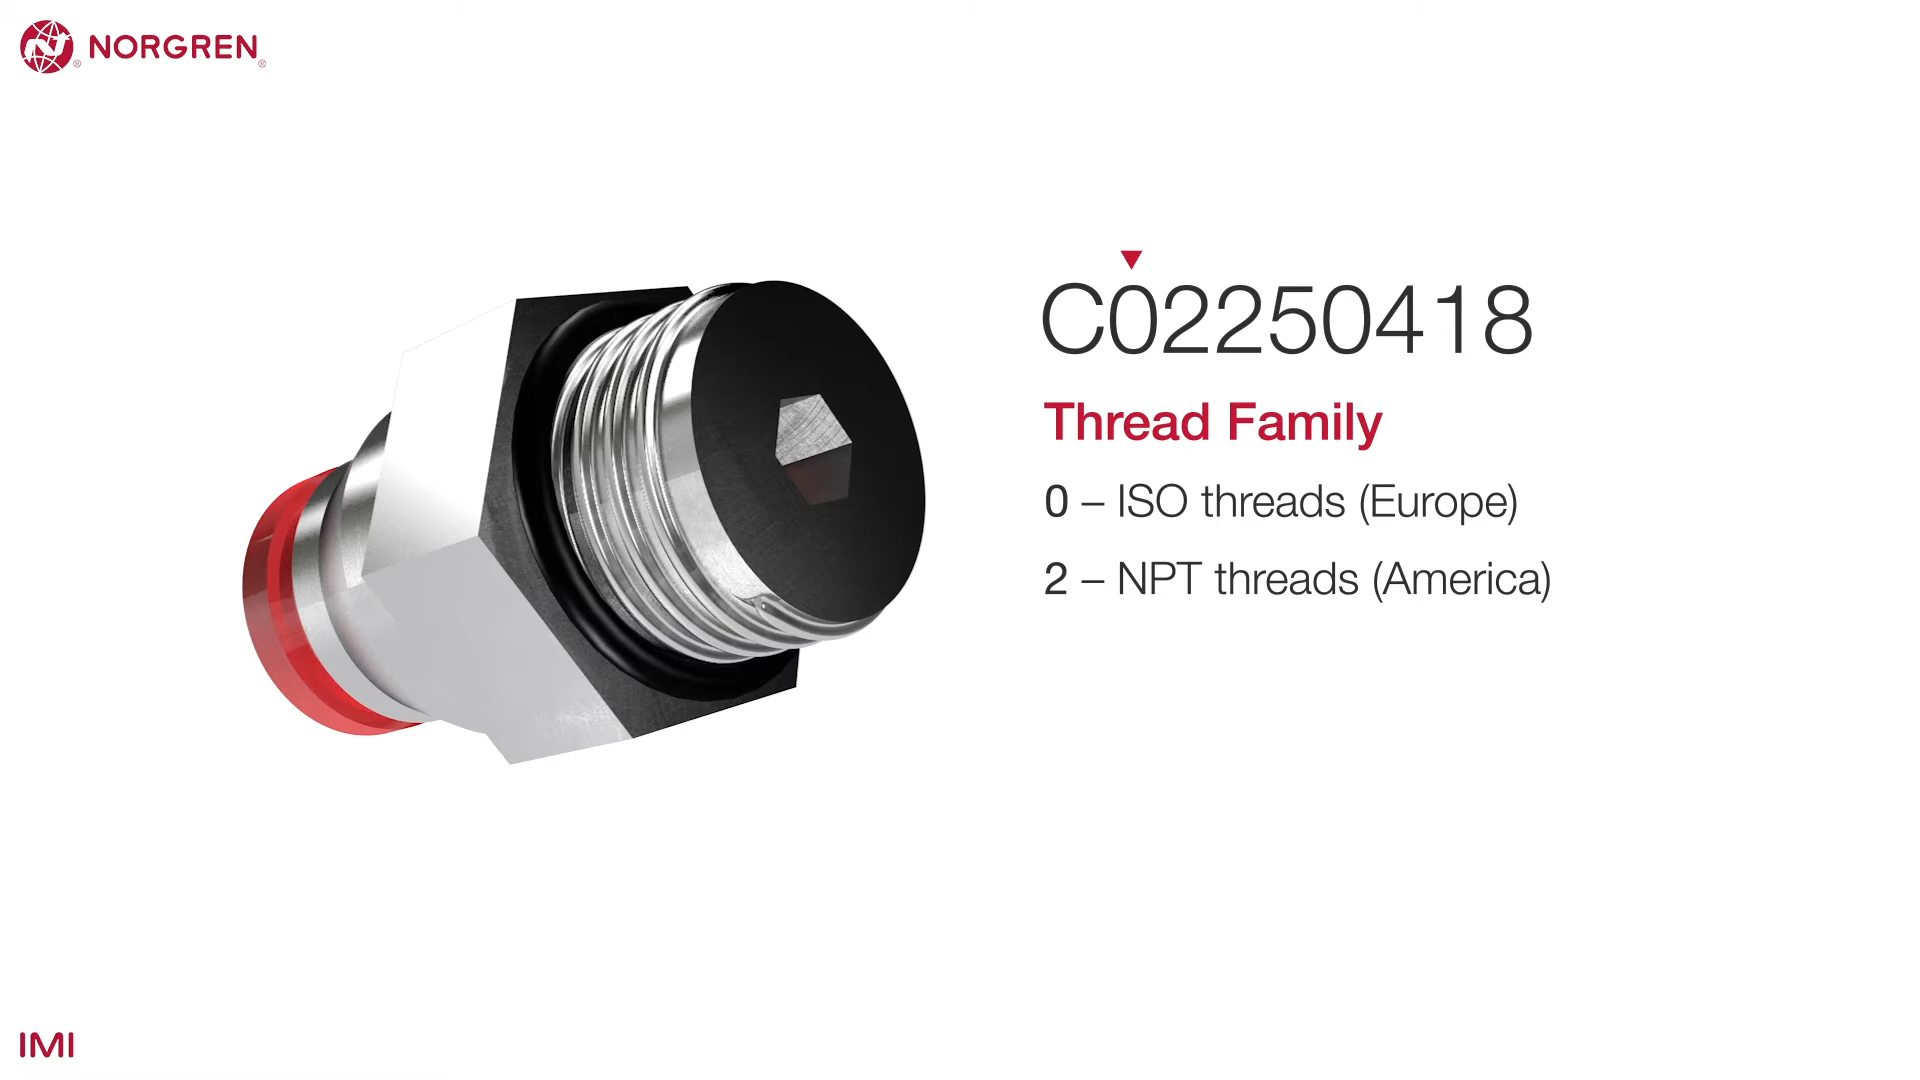 NORGREN
C02250418
Thread Family
0 – ISO threads (Europe)
2 – NPT threads (America)
IMI